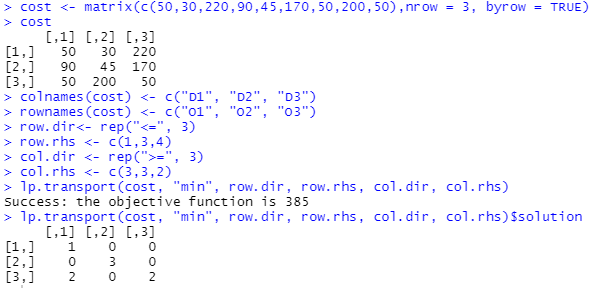 > cost <- matrix(c(50,30,220,90,45,170,50,200,50),nrow = 3, byrow = TRUE)
> cost
     [,1] [,2] [,3]
[1,]   50   30  220
[2,]   90   45  170
[3,]   50  200   50
> colnames(cost) <- c("D1", "D2", "D3")
> rownames(cost) <- c("O1", "O2", "O3")
> row.dir<- rep("<=", 3)
> row.rhs <- c(1,3,4)
> col.dir <- rep(">=", 3)
> col.rhs <- c(3,3,2)
> lp.transport(cost, "min", row.dir, row.rhs, col.dir, col.rhs)
Success: the objective function is 385
> lp.transport(cost, "min", row.dir, row.rhs, col.dir, col.rhs)$solution
     [,1] [,2] [,3]
[1,]    1    0    0
[2,]    0    3    0
[3,]    2    0    2